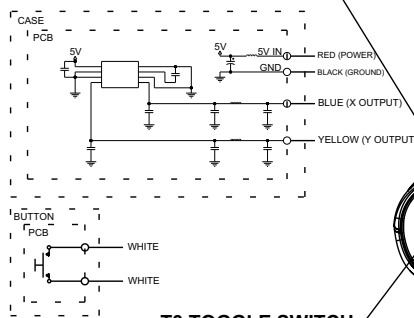 CASE
PCB
5V
5V
5V IN
RED (POWER)
GND
BLACK (GROUND)
BLUE (X OUTPUT)
YELLOW (Y OUTPUT
BUTTON
PCB
WHITE
WHITE